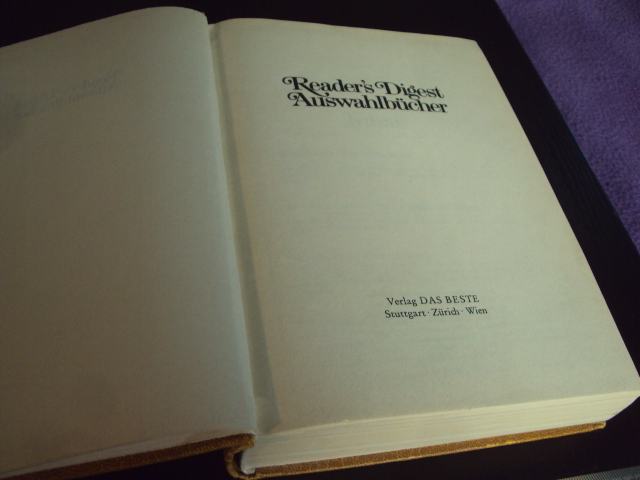 Reader's Digest
Auswahlbücher
Verlag DAS BESTE
Stuttgart · Zürich · Wien